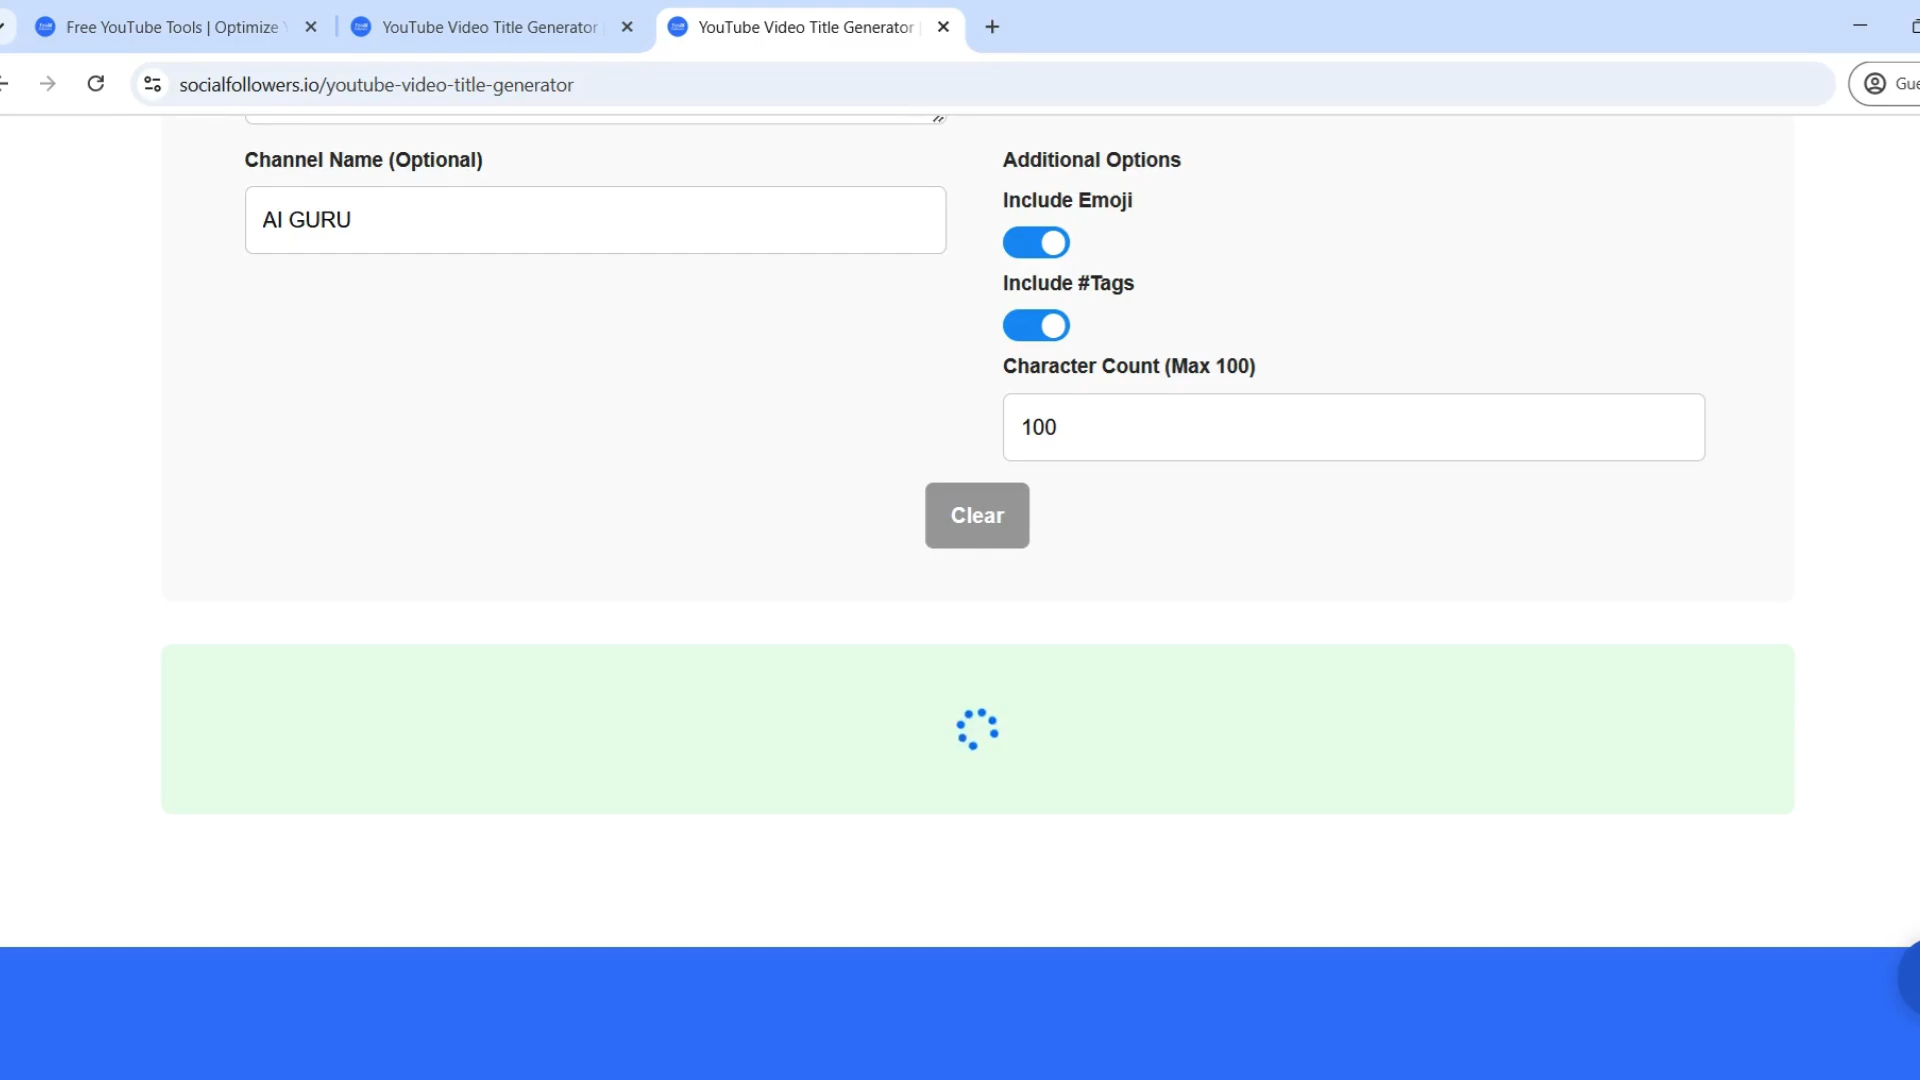 Free YouTube Tools | Optimize
YouTube Video Title Generator
YouTube Video Title Generator
socialfollowers.io/youtube-video-title-generator
Gue
Channel Name (Optional)
AI GURU
Additional Options
Include Emoji
Include #Tags
Character Count (Max 100)
100
Clear